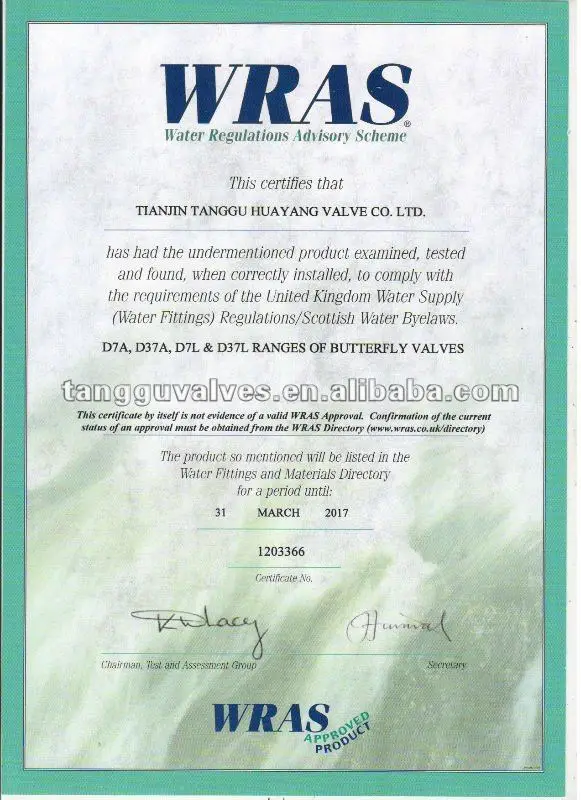 WRAS®
Water Regulations Advisory Scheme
This certifies that
TIANJIN TANGGU HUAYANG VALVE CO. LTD.
has had the undermentioned product examined, tested
and found, when correctly installed, to comply with
the requirements of the United Kingdom Water Supply
(Water Fittings) Regulations/Scottish Water Byelaws.
D7A, D37A, D7L & D37L RANGES OF BUTTERFLY VALVES
tangguvalves.en.alibaba.com
This certificate by itself is not evidence of a valid WRAS Approval. Confirmation of the current
status of an approval must be obtained from the WRAS Directory (www.wras.co.uk/directory)
The product so mentioned will be listed in the
Water Fittings and Materials Directory
for a period until:
31 MARCH 2017
1203366
Certificate No.
Chairman, Test and Assessment Group
Secretary
WRAS
APPROVED
PRODUCT